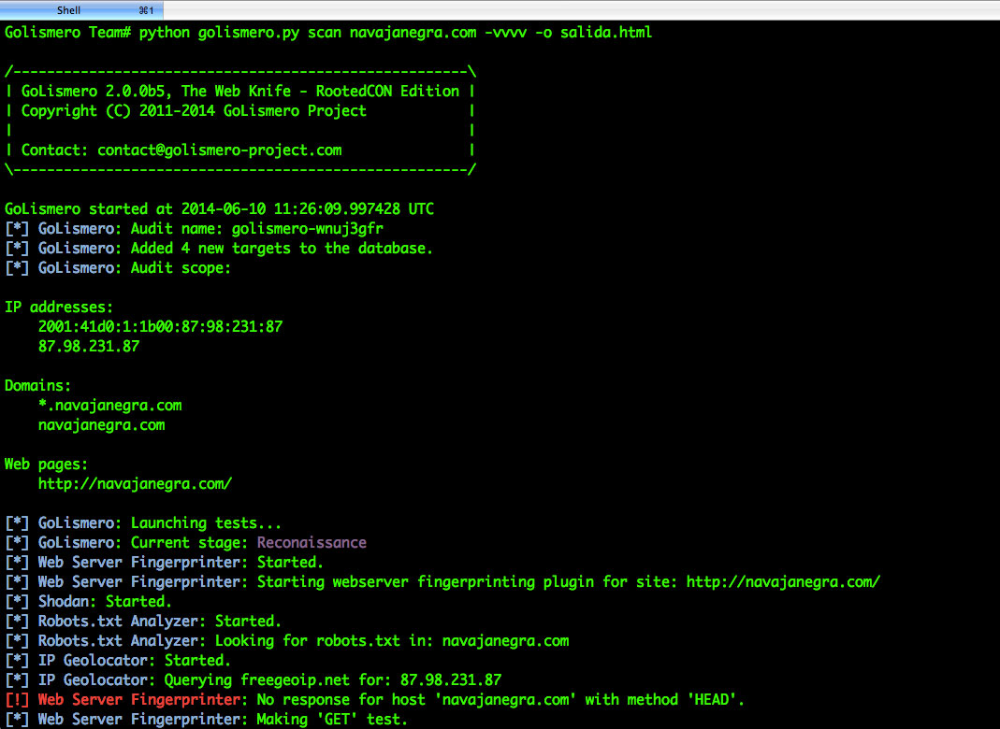 Shell ⌘1
Golismero Team# python golismero.py scan navajanegra.com -vvvv -o salida.html
/------------------------------------------------------\
| GoLismero 2.0.0b5, The Web Knife - RootedCON Edition |
| Copyright (C) 2011-2014 GoLismero Project |
| |
| Contact: contact@golismero-project.com |
\------------------------------------------------------/
GoLismero started at 2014-06-10 11:26:09.997428 UTC
[*] GoLismero: Audit name: golismero-wnuj3gfr
[*] GoLismero: Added 4 new targets to the database.
[*] GoLismero: Audit scope:
IP addresses:
2001:41d0:1:1b00:87:98:231:87
87.98.231.87
Domains:
*.navajanegra.com
navajanegra.com
Web pages:
http://navajanegra.com/
[*] GoLismero: Launching tests...
[*] GoLismero: Current stage: Reconaissance
[*] Web Server Fingerprinter: Started.
[*] Web Server Fingerprinter: Starting webserver fingerprinting plugin for site: http://navajanegra.com/
[*] Shodan: Started.
[*] Robots.txt Analyzer: Started.
[*] Robots.txt Analyzer: Looking for robots.txt in: navajanegra.com
[*] IP Geolocator: Started.
[*] IP Geolocator: Querying freegeoip.net for: 87.98.231.87
[!] Web Server Fingerprinter: No response for host 'navajanegra.com' with method 'HEAD'.
[*] Web Server Fingerprinter: Making 'GET' test.